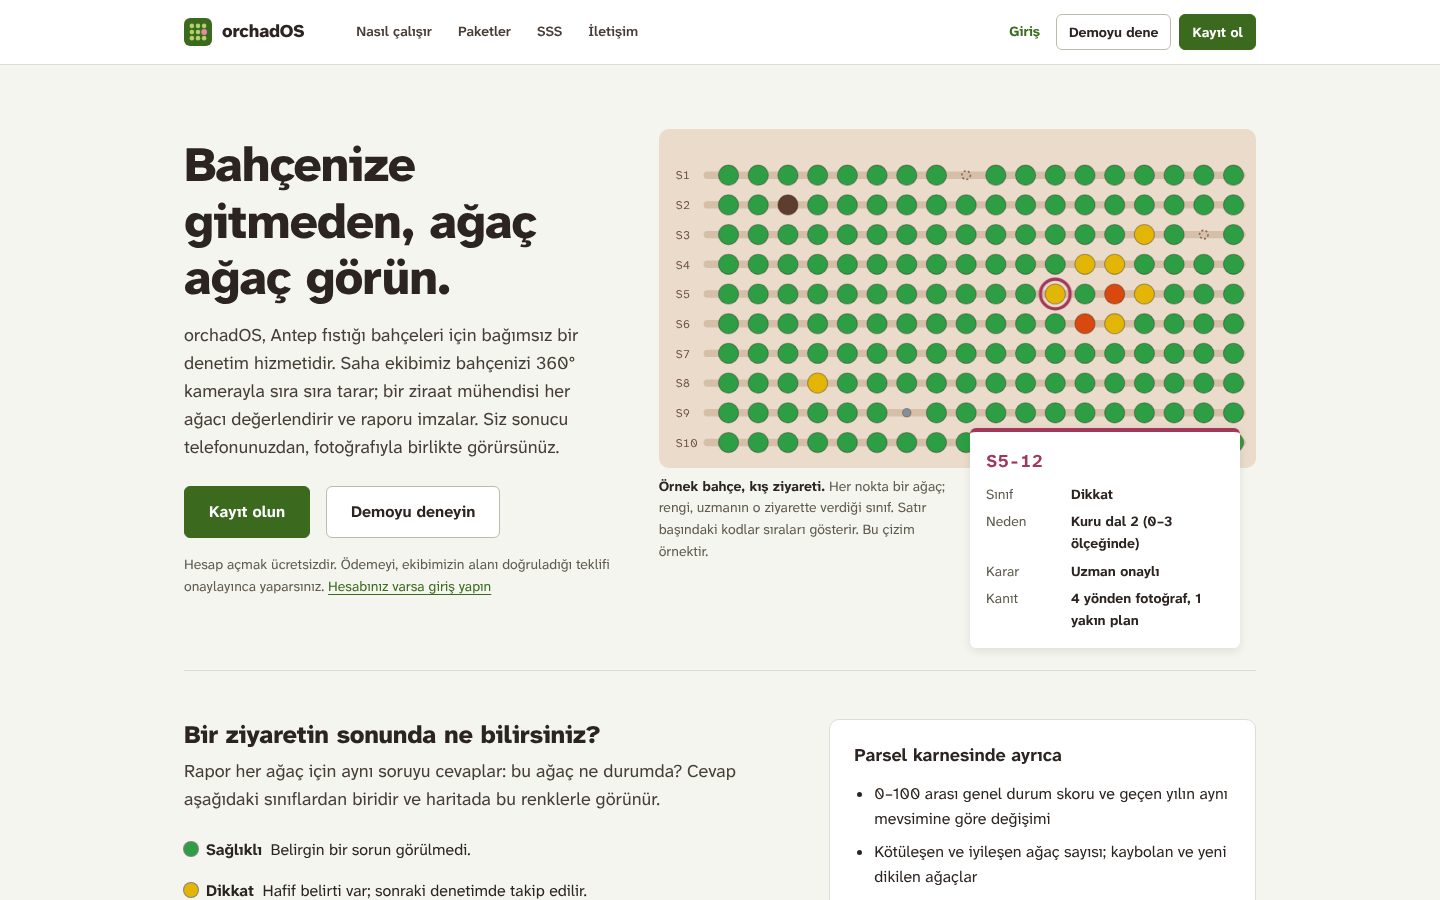 orchadOS
Nasıl çalışır
Paketler
SSS
İletişim
Giriş
Demoyu dene
Kayıt ol
Bahçenize
gitmeden, ağaç
ağaç görün.
orchadOS, Antep fıstığı bahçeleri için bağımsız bir
denetim hizmetidir. Saha ekibimiz bahçenizi 360°
kamerayla sıra sıra tarar; bir ziraat mühendisi her
ağacı değerlendirir ve raporu imzalar. Siz sonucu
telefonunuzdan, fotoğrafıyla birlikte görürsünüz.
Kayıt olun
Demoyu deneyin
Hesap açmak ücretsizdir. Ödemeyi, ekibimizin alanı doğruladığı teklifi
onaylayınca yaparsınız. Hesabınız varsa giriş yapın
S1
S2
S3
S4
S5
S6
S7
S8
S9
S10
Örnek bahçe, kış ziyareti. Her nokta bir ağaç;
rengi, uzmanın o ziyarette verdiği sınıf. Satır
başındaki kodlar sıraları gösterir. Bu çizim
örnektir.
S5-12
Sınıf Dikkat
Neden Kuru dal 2 (0–3
ölçeğinde)
Karar Uzman onaylı
Kanıt 4 yönden fotoğraf, 1
yakın plan
Bir ziyaretin sonunda ne bilirsiniz?
Rapor her ağaç için aynı soruyu cevaplar: bu ağaç ne durumda? Cevap
aşağıdaki sınıflardan biridir ve haritada bu renklerle görünür.
Sağlıklı Belirgin bir sorun görülmedi.
Dikkat Hafif belirti var; sonraki denetimde takip edilir.
Parsel karnesinde ayrıca
0–100 arası genel durum skoru ve geçen yılın aynı
mevsimine göre değişimi
Kötüleşen ve iyileşen ağaç sayısı; kaybolan ve yeni
dikilen ağaçlar